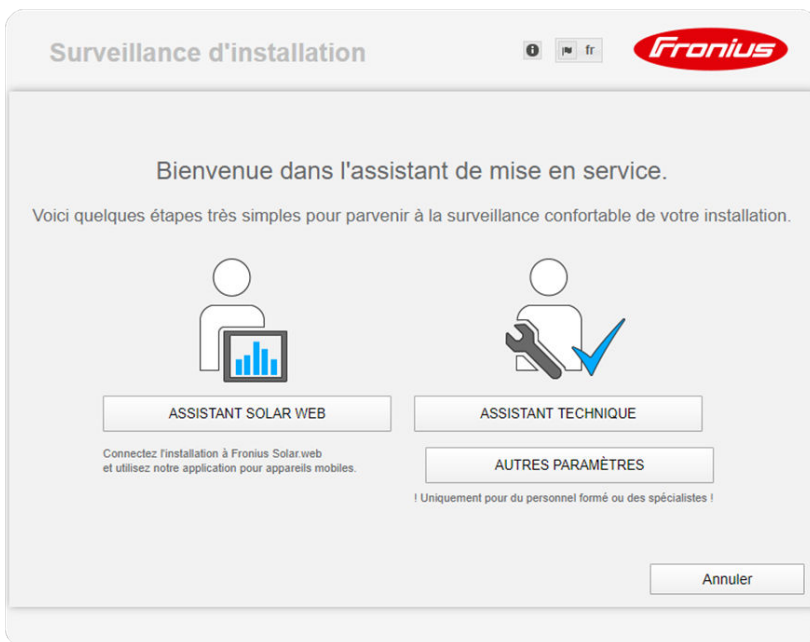 Surveillance d'installation
fr
Fronius
Bienvenue dans l'assistant de mise en service.
Voici quelques étapes très simples pour parvenir à la surveillance confortable de votre installation.
ASSISTANT SOLAR WEB
ASSISTANT TECHNIQUE
Connectez l'installation à Fronius Solar.web
et utilisez notre application pour appareils mobiles.
AUTRES PARAMÈTRES
! Uniquement pour du personnel formé ou des spécialistes !
Annuler